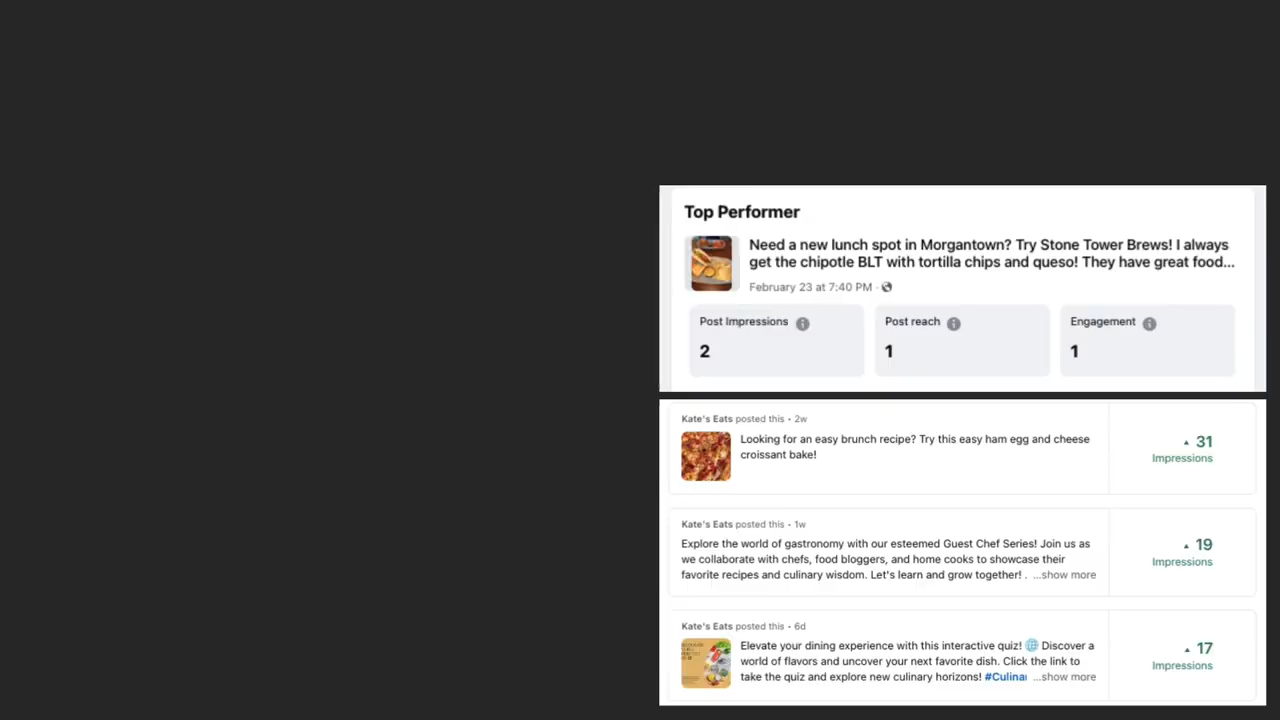 Top Performer
Need a new lunch spot in Morgantown? Try Stone Tower Brews! I always
get the chipotle BLT with tortilla chips and queso! They have great food...
February 23 at 7:40 PM ·
Post Impressions
Post reach
Engagement
2
1
1
Kate's Eats posted this • 2w
Looking for an easy brunch recipe? Try this easy ham egg and cheese
croissant bake!
▲ 31
Impressions
Kate's Eats posted this • 1w
Explore the world of gastronomy with our esteemed Guest Chef Series! Join us as
we collaborate with chefs, food bloggers, and home cooks to showcase their
favorite recipes and culinary wisdom. Let's learn and grow together! . ...show more
▲ 19
Impressions
Kate's Eats posted this • 6d
Elevate your dining experience with this interactive quiz! 🌐 Discover a
world of flavors and uncover your next favorite dish. Click the link to
take the quiz and explore new culinary horizons! #Culinar ...show more
▲ 17
Impressions